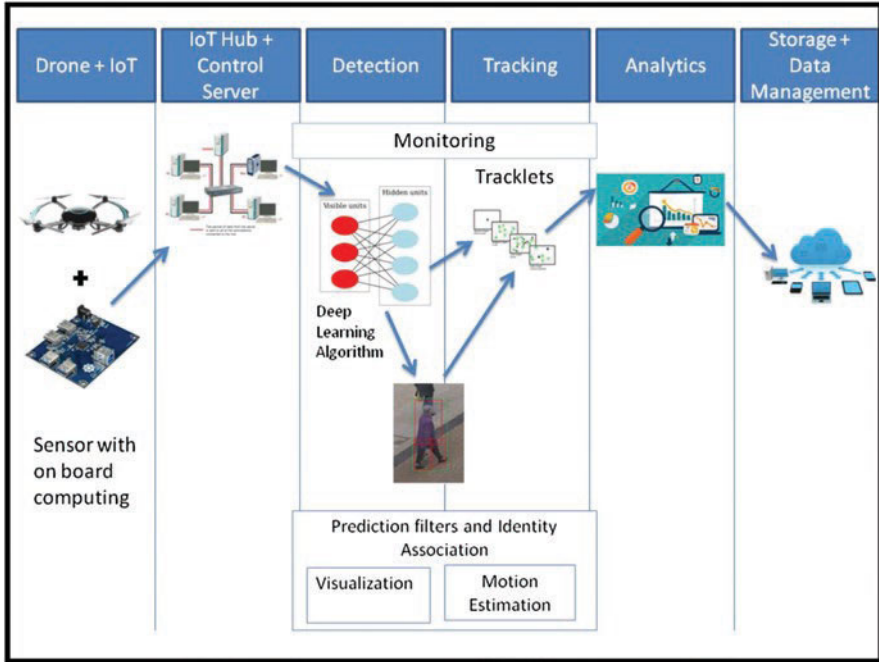 Drone + IoT
IoT Hub +
Control
Server
Detection
Tracking
Analytics
Storage +
Data
Management
Monitoring
Tracklets
Visible units
Hidden units
Deep
Learning
Algorithm
Sensor with
on board
computing
Prediction filters and Identity
Association
Visualization
Motion
Estimation